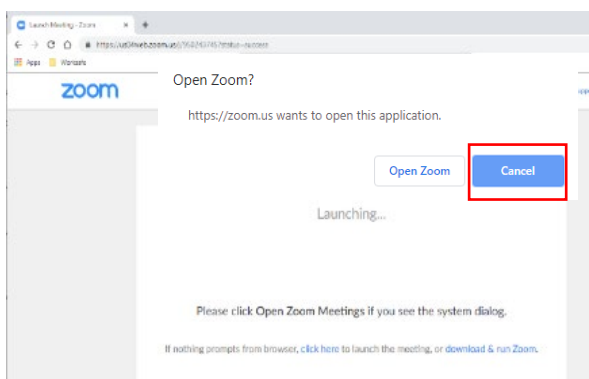 Launch Meeting - Zoom
Apps
zoom
Open Zoom?
https://zoom.us wants to open this application.
Open Zoom
Cancel
Launching...
Please click Open Zoom Meetings if you see the system dialog.
If nothing prompts from browser, click here to launch the meeting, or download & run Zoom.